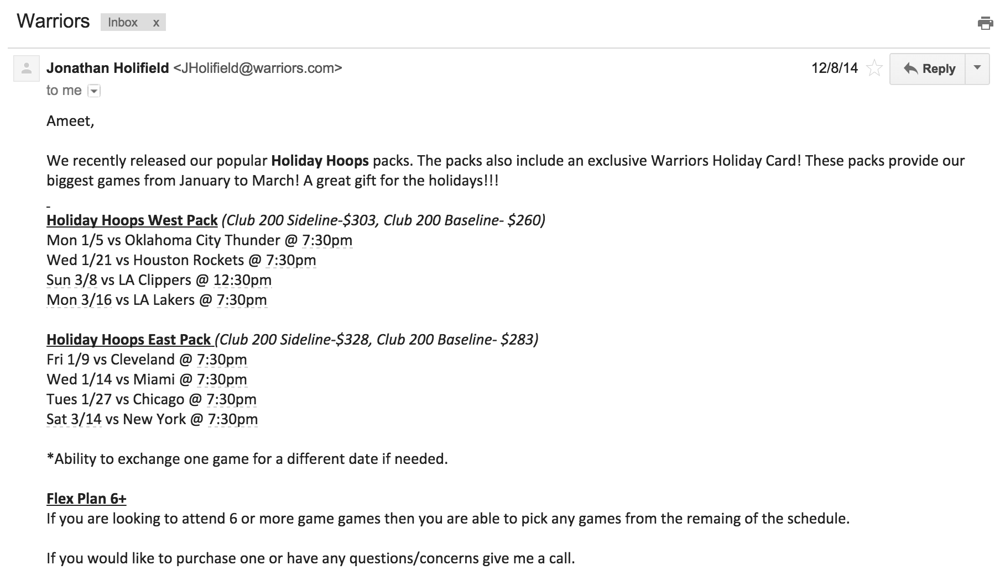 Warriors Inbox x
Jonathan Holifield <JHolifield@warriors.com> 12/8/14 Reply
to me
Ameet,
We recently released our popular Holiday Hoops packs. The packs also include an exclusive Warriors Holiday Card! These packs provide our
biggest games from January to March! A great gift for the holidays!!!
Holiday Hoops West Pack (Club 200 Sideline-$303, Club 200 Baseline- $260)
Mon 1/5 vs Oklahoma City Thunder @ 7:30pm
Wed 1/21 vs Houston Rockets @ 7:30pm
Sun 3/8 vs LA Clippers @ 12:30pm
Mon 3/16 vs LA Lakers @ 7:30pm
Holiday Hoops East Pack (Club 200 Sideline-$328, Club 200 Baseline- $283)
Fri 1/9 vs Cleveland @ 7:30pm
Wed 1/14 vs Miami @ 7:30pm
Tues 1/27 vs Chicago @ 7:30pm
Sat 3/14 vs New York @ 7:30pm
*Ability to exchange one game for a different date if needed.
Flex Plan 6+
If you are looking to attend 6 or more game games then you are able to pick any games from the remaing of the schedule.
If you would like to purchase one or have any questions/concerns give me a call.